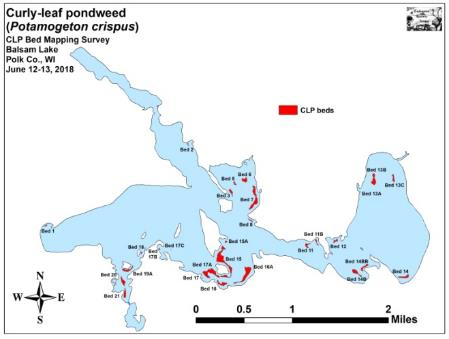 Curly-leaf pondweed
(Potamogeton crispus)
CLP Bed Mapping Survey
Balsam Lake
Polk Co., WI
June 12-13, 2018
CLP beds
Bed 2
Bed 5
Bed 6
Bed 3
Bed 7
Bed 8
Bed 13B
Bed 13C
Bed 13A
Bed 1
Bed 17C
Bed 15A
Bed 11B
Bed 12
Bed 18
Bed 17B
Bed 11
Bed 15
Bed 17A
Bed 16A
Bed 14BB
Bed 20
Bed 19A
Bed 17
Bed 14B
Bed 14
Bed 16
Bed 21
N
W
E
S
0
0.5
1
2
Miles